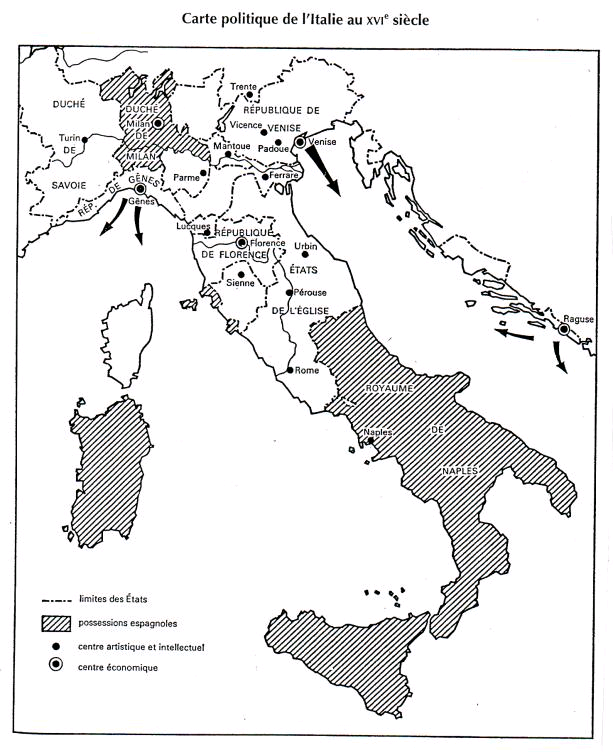 Carte politique de l'Italie au XVIe siècle
Trente
DUCHÉ
DUCHÉ
RÉPUBLIQUE DE
Milan
Vicence
VENISE
Turin
DE
DE
Mantoue
Padoue
Venise
MILAN
SAVOIE
Parme
Ferrare
RÉP. DE GÊNES
Gênes
Lucques
RÉPUBLIQUE
Florence
Urbin
DE FLORENCE
ÉTATS
Sienne
Pérouse
DE L'ÉGLISE
Raguse
Rome
ROYAUME
Naples
DE
NAPLES
limites des États
possessions espagnoles
centre artistique et intellectuel
centre économique